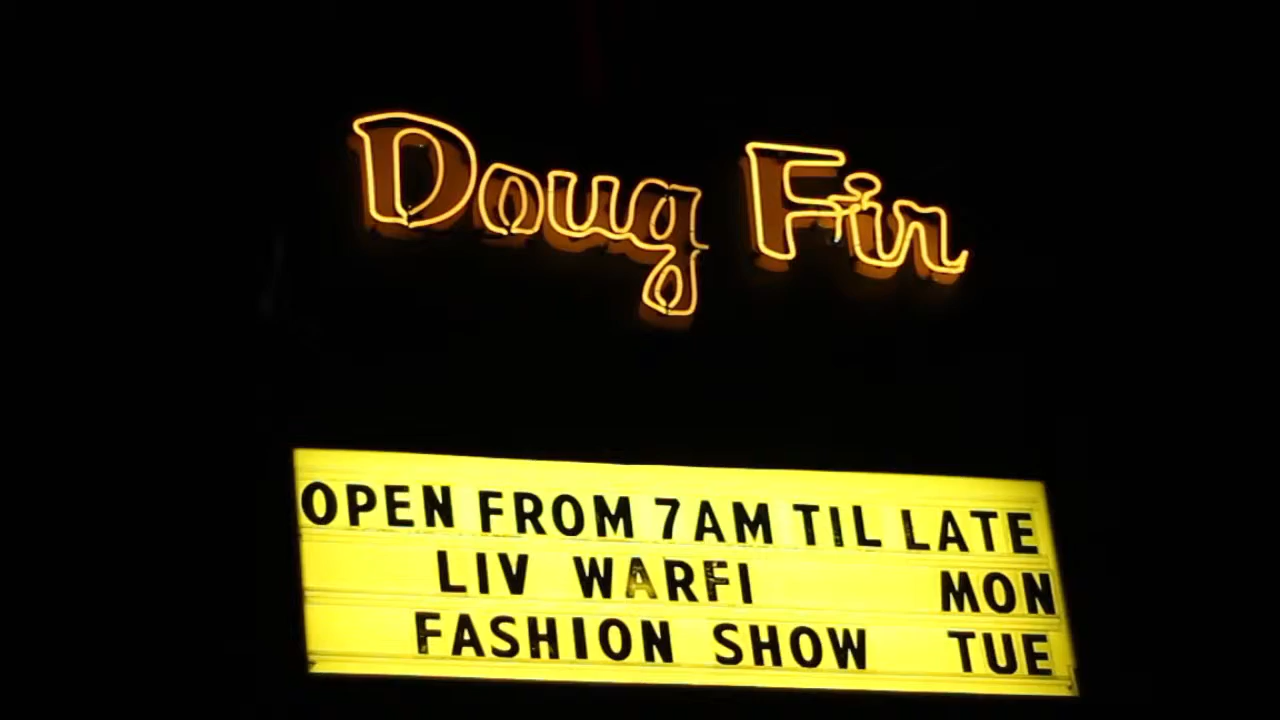 Doug Fir
OPEN FROM 7AM TIL LATE
LIV WARFI MON
FASHION SHOW TUE